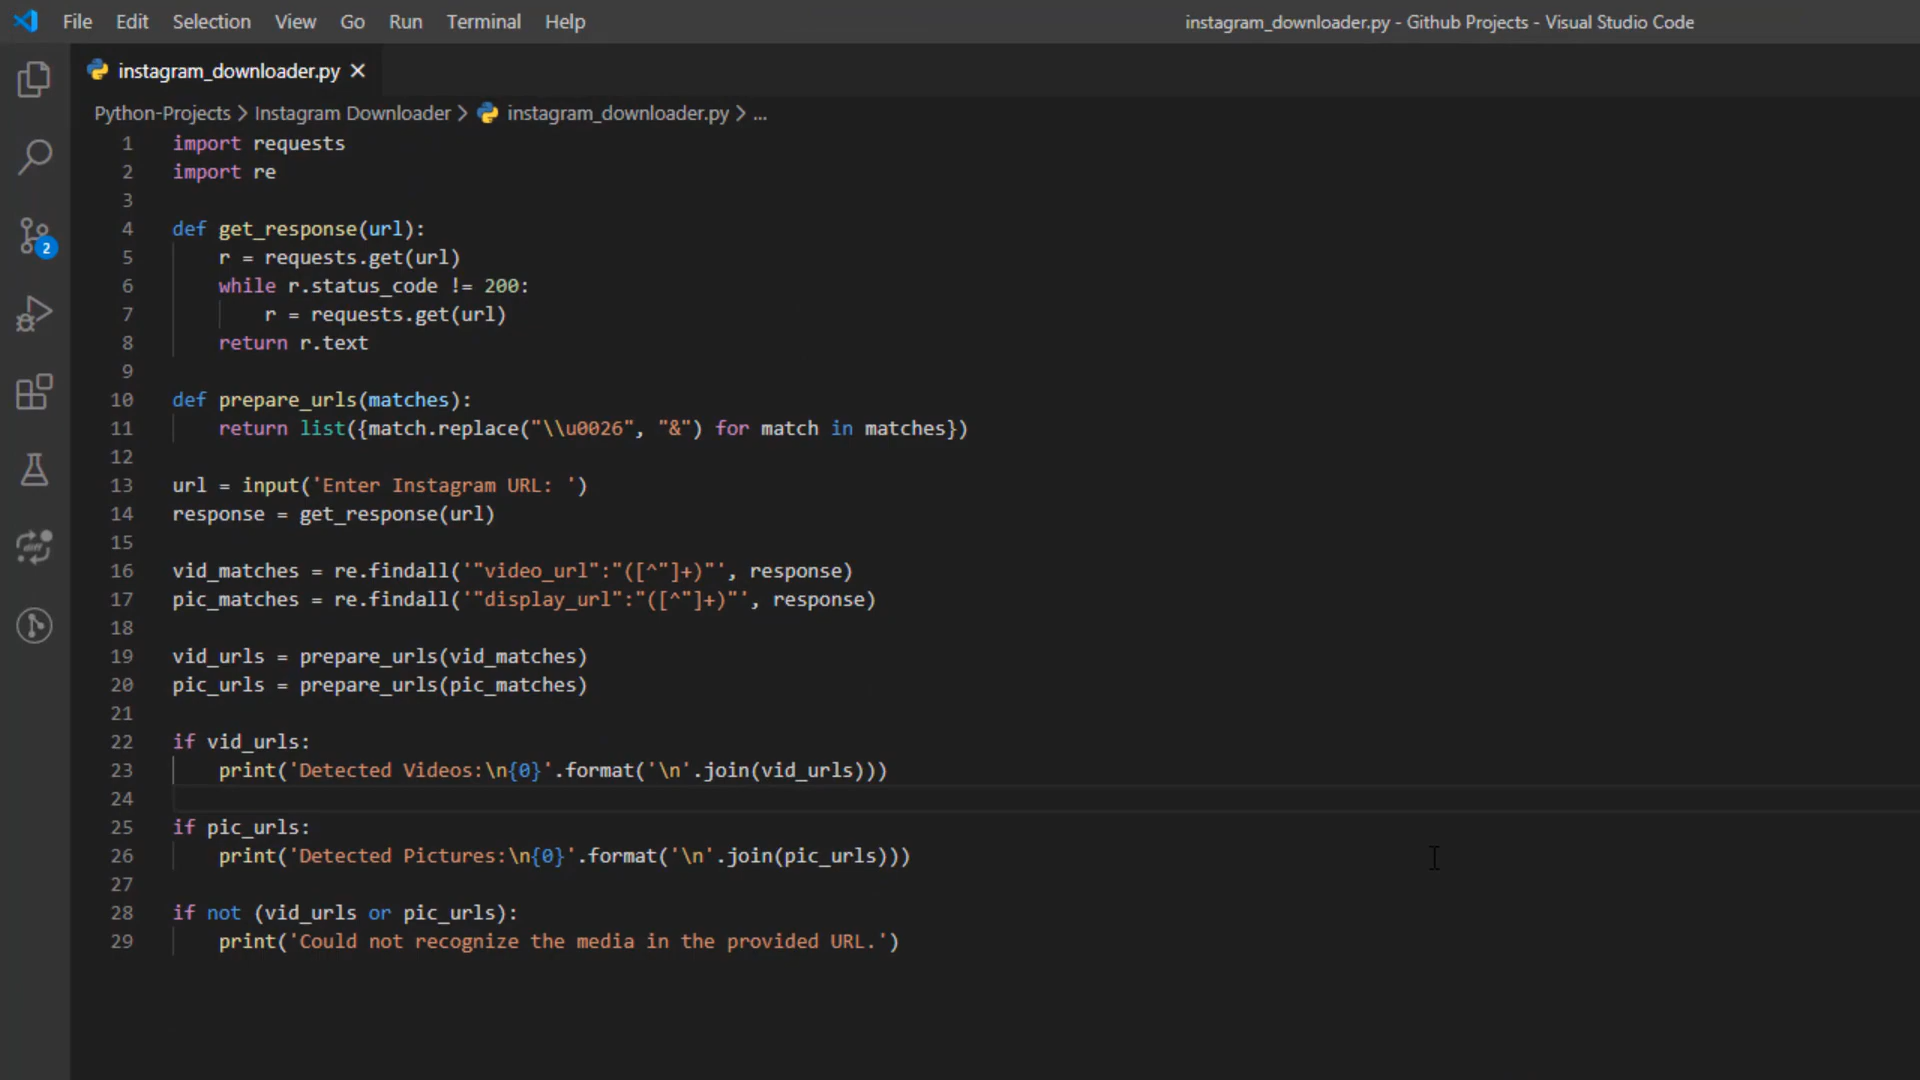 File Edit Selection View Go Run Terminal Help instagram_downloader.py - Github Projects - Visual Studio Code
instagram_downloader.py
Python-Projects > Instagram Downloader > instagram_downloader.py > ...
1 import requests
2 import re
3
4 def get_response(url):
5     r = requests.get(url)
6     while r.status_code != 200:
7         r = requests.get(url)
8     return r.text
9
10 def prepare_urls(matches):
11     return list({match.replace("\\u0026", "&") for match in matches})
12
13 url = input('Enter Instagram URL: ')
14 response = get_response(url)
15
16 vid_matches = re.findall('"video_url":"([^"]+)"', response)
17 pic_matches = re.findall('"display_url":"([^"]+)"', response)
18
19 vid_urls = prepare_urls(vid_matches)
20 pic_urls = prepare_urls(pic_matches)
21
22 if vid_urls:
23     print('Detected Videos:\n{0}'.format('\n'.join(vid_urls)))
24
25 if pic_urls:
26     print('Detected Pictures:\n{0}'.format('\n'.join(pic_urls)))
27
28 if not (vid_urls or pic_urls):
29     print('Could not recognize the media in the provided URL.')
2